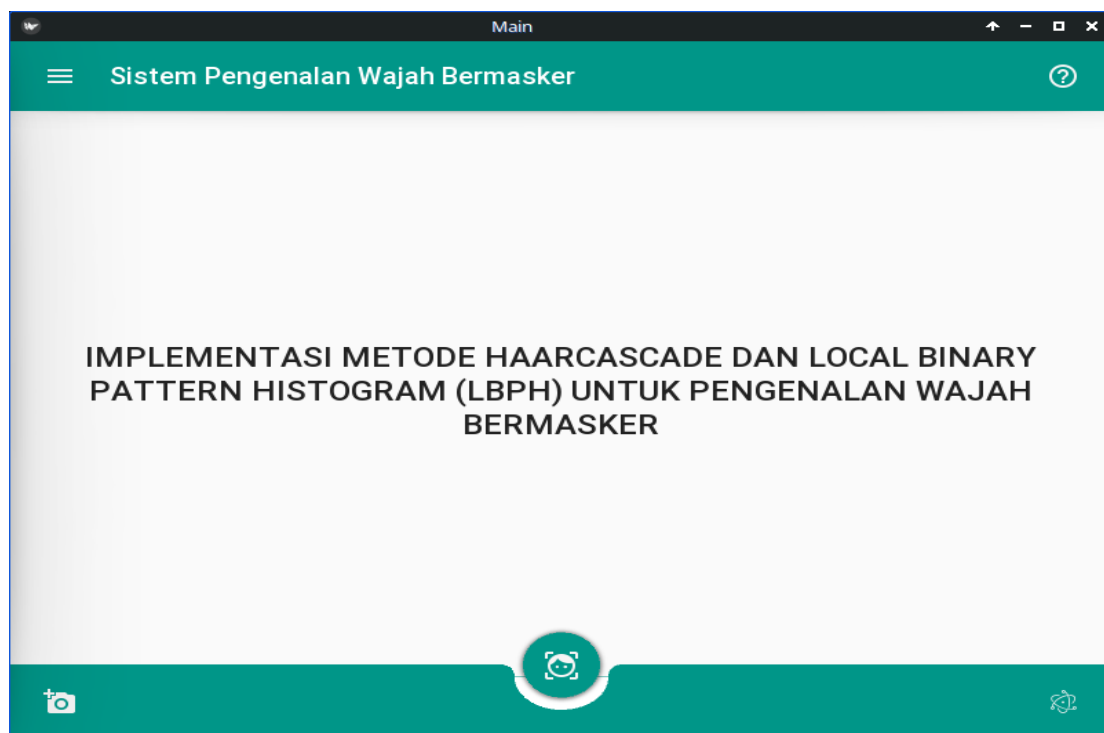 Main
Sistem Pengenalan Wajah Bermasker
IMPLEMENTASI METODE HAARCASCADE DAN LOCAL BINARY
PATTERN HISTOGRAM (LBPH) UNTUK PENGENALAN WAJAH
BERMASKER